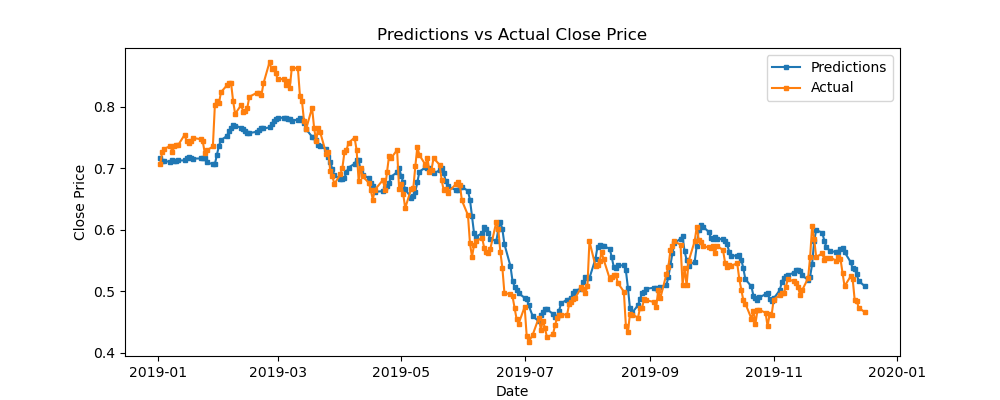 Predictions vs Actual Close Price
Predictions
Actual
Close Price
0.8
0.7
0.6
0.5
0.4
2019-01
2019-03
2019-05
2019-07
2019-09
2019-11
2020-01
Date